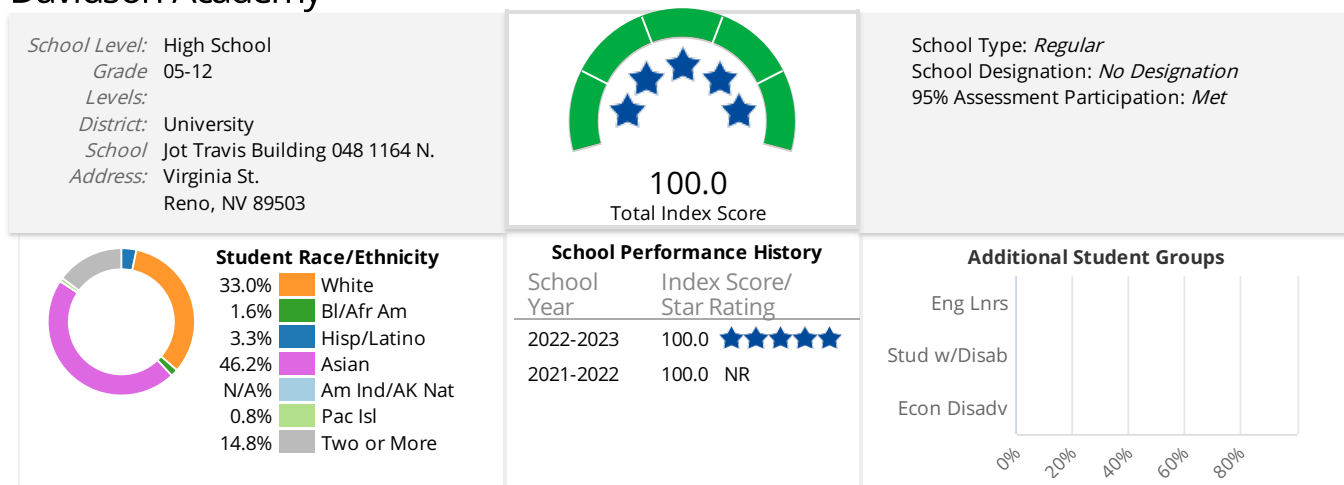 Davidson Academy
School Level: High School
Grade 05-12
Levels:
District: University
School Jot Travis Building 048 1164 N.
Address: Virginia St.
Reno, NV 89503
100.0
Total Index Score
School Type: Regular
School Designation: No Designation
95% Assessment Participation: Met
Student Race/Ethnicity
33.0% White
1.6% Bl/Afr Am
3.3% Hisp/Latino
46.2% Asian
N/A% Am Ind/AK Nat
0.8% Pac Isl
14.8% Two or More
School Performance History
School Index Score/
Year Star Rating
2022-2023 100.0
2021-2022 100.0 NR
Additional Student Groups
Eng Lnrs
Stud w/Disab
Econ Disadv
0% 20% 40% 60% 80%